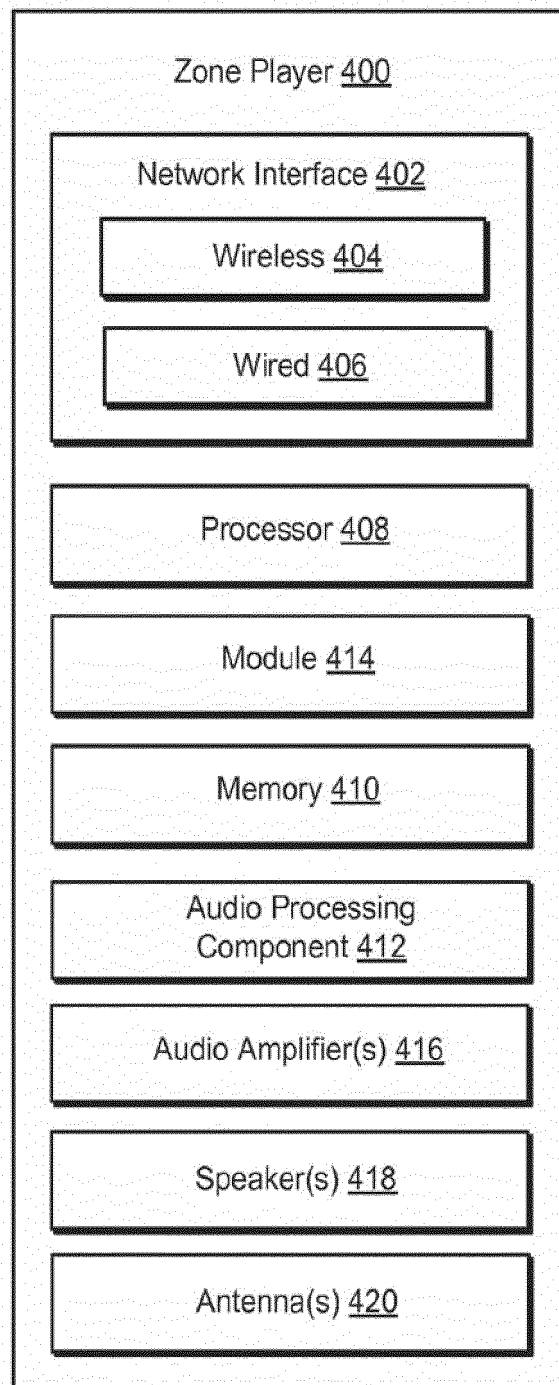 Zone Player 400
Network Interface 402
Wireless 404
Wired 406
Processor 408
Module 414
Memory 410
Audio Processing
Component 412
Audio Amplifier(s) 416
Speaker(s) 418
Antenna(s) 420